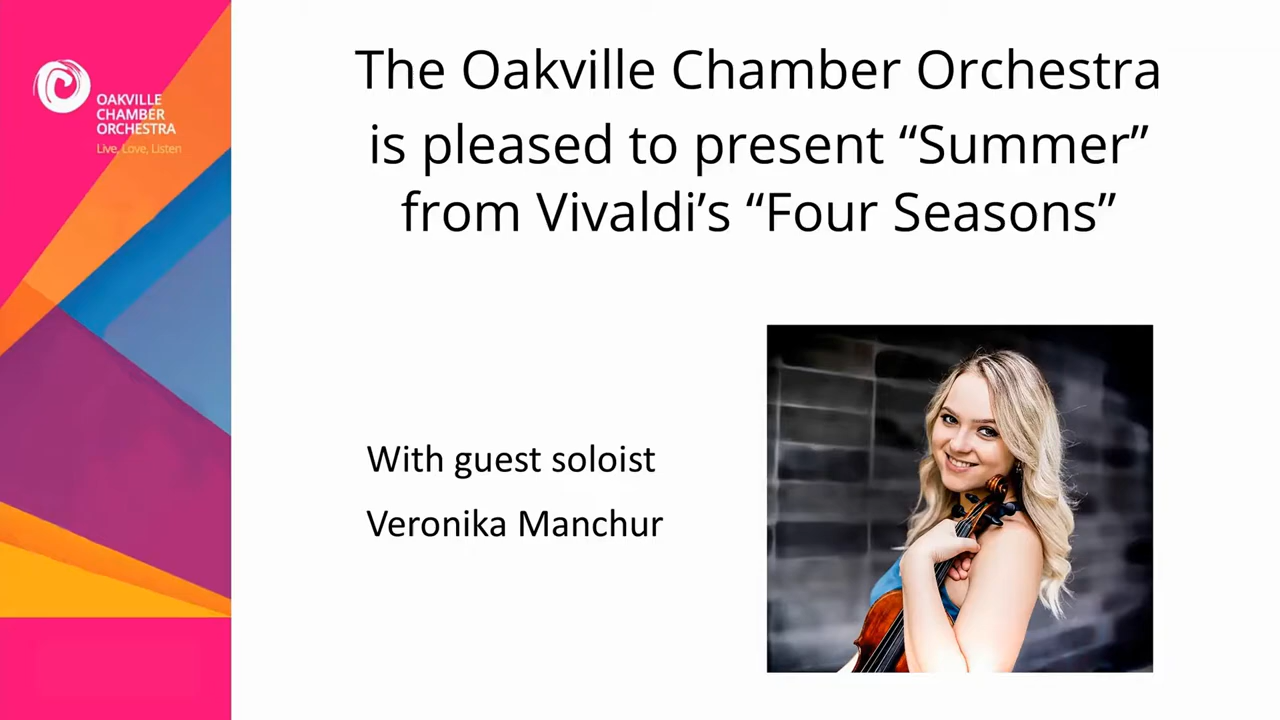 OAKVILLE
CHAMBER
ORCHESTRA
Live, Love, Listen
The Oakville Chamber Orchestra
is pleased to present “Summer”
from Vivaldi’s “Four Seasons”
With guest soloist
Veronika Manchur